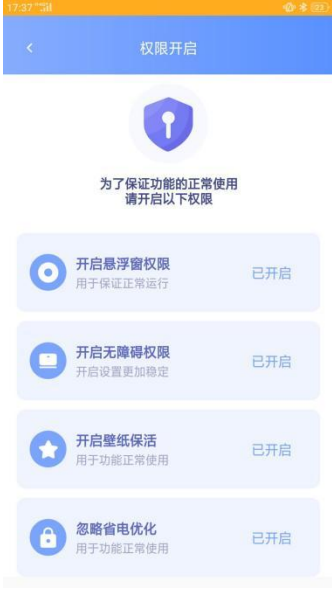 17:37
权限开启
为了保证功能的正常使用
请开启以下权限
开启悬浮窗权限
用于保证正常运行
已开启
开启无障碍权限
开启设置更加稳定
已开启
开启壁纸保活
用于功能正常使用
已开启
忽略省电优化
用于功能正常使用
已开启